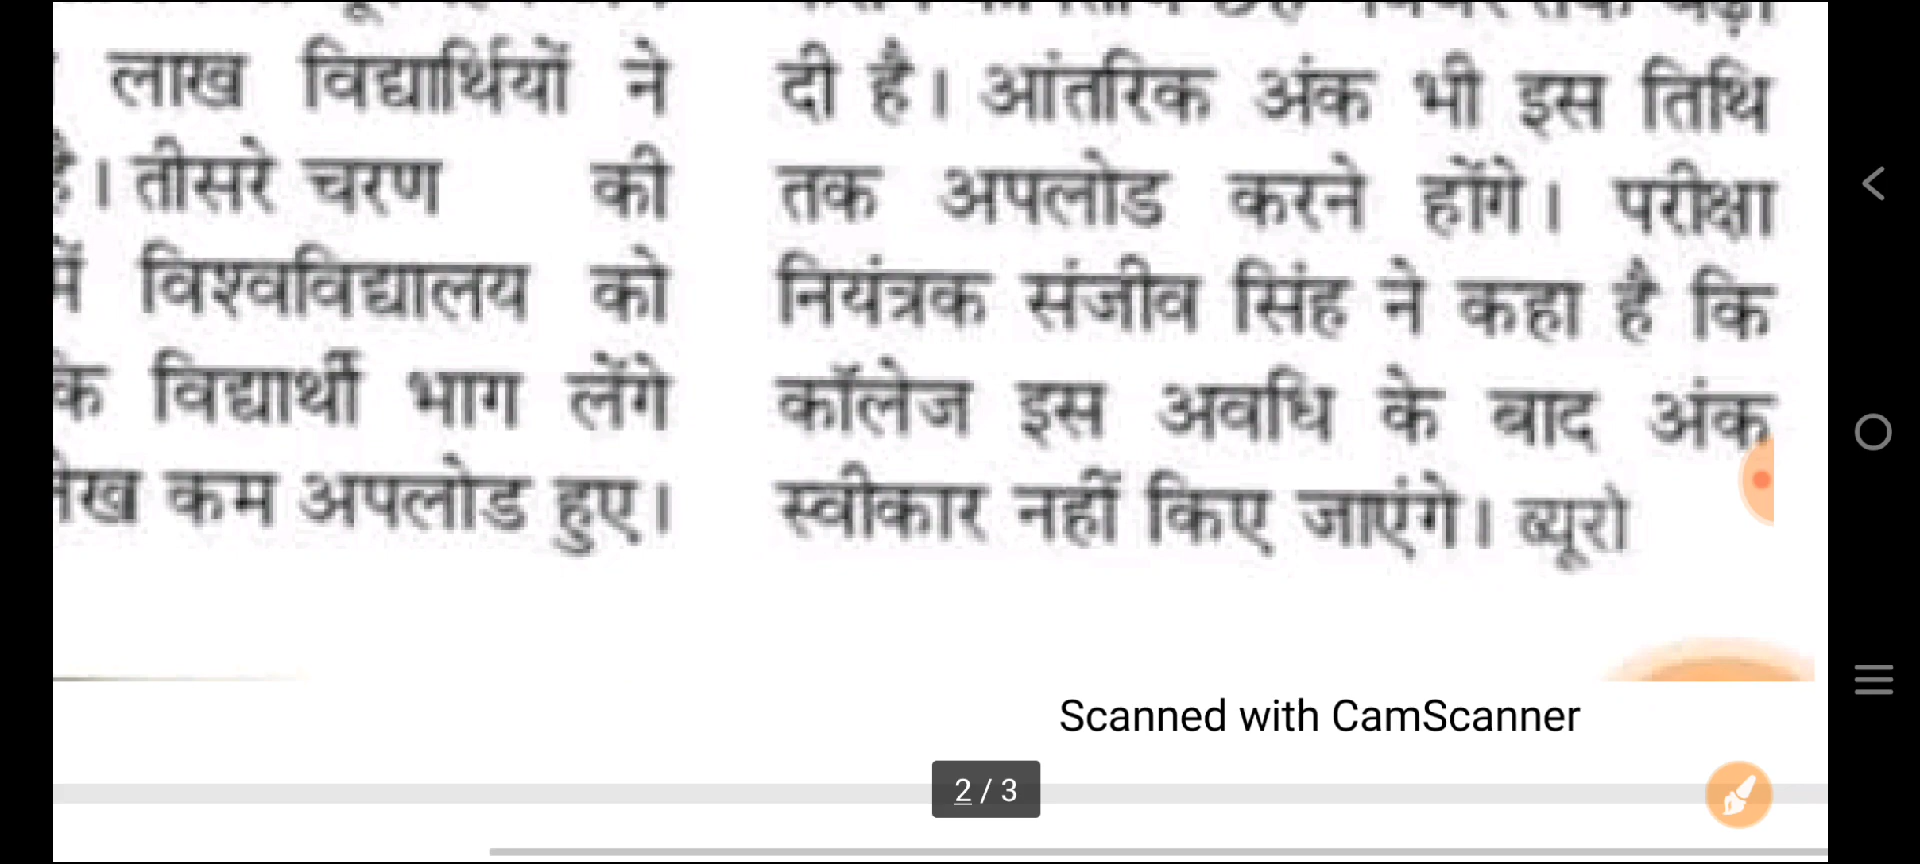 लाख विद्यार्थियों ने
है। तीसरे चरण की
में विश्वविद्यालय को
के विद्यार्थी भाग लेंगे
कम अपलोड हुए।
दी है। आंतरिक अंक भी इस तिथि
तक अपलोड करने होंगे। परीक्षा
नियंत्रक संजीव सिंह ने कहा है कि
कॉलेज इस अवधि के बाद अंक
स्वीकार नहीं किए जाएंगे। ब्यूरो
Scanned with CamScanner
2 / 3